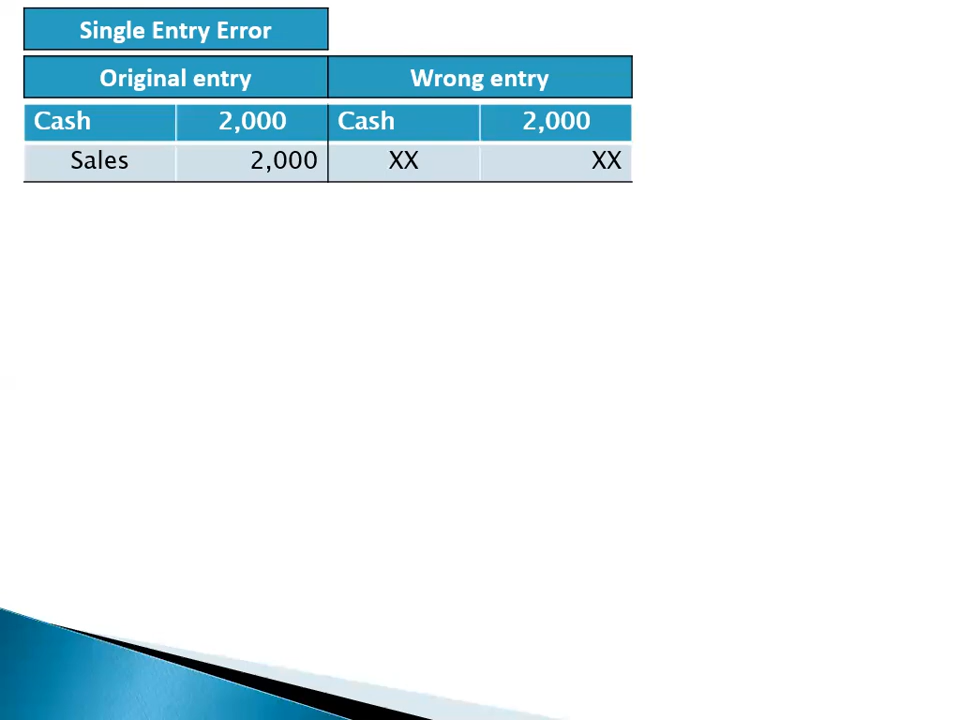 Single Entry Error
Original entry Wrong entry
Cash 2,000 Cash 2,000
Sales 2,000 XX XX